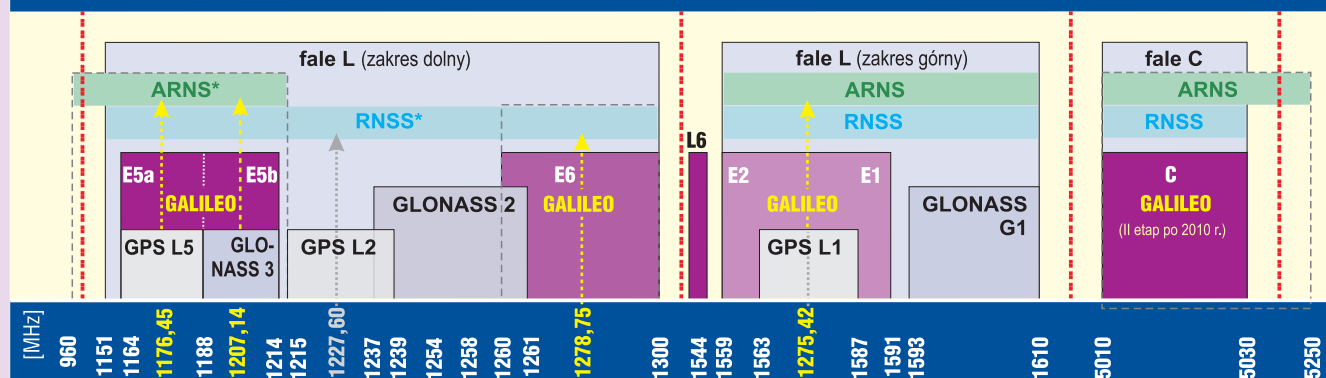 fale L (zakres dolny)
fale L (zakres górny)
fale C
ARNS*
ARNS
ARNS
RNSS*
RNSS
RNSS
L6
E5a
E5b
E6
E2
E1
C
GALILEO
GLONASS 2
GALILEO
GALILEO
GLONASS
G1
GALILEO
(II etap po 2010 r.)
GPS L5
GLO-
NASS 3
GPS L2
GPS L1
[MHz]
960
1151
1164
1176,45
1188
1207,14
1214
1215
1227,60
1237
1239
1254
1258
1260
1261
1278,75
1300
1544
1559
1563
1275,42
1587
1591
1593
1610
5010
5030
5250